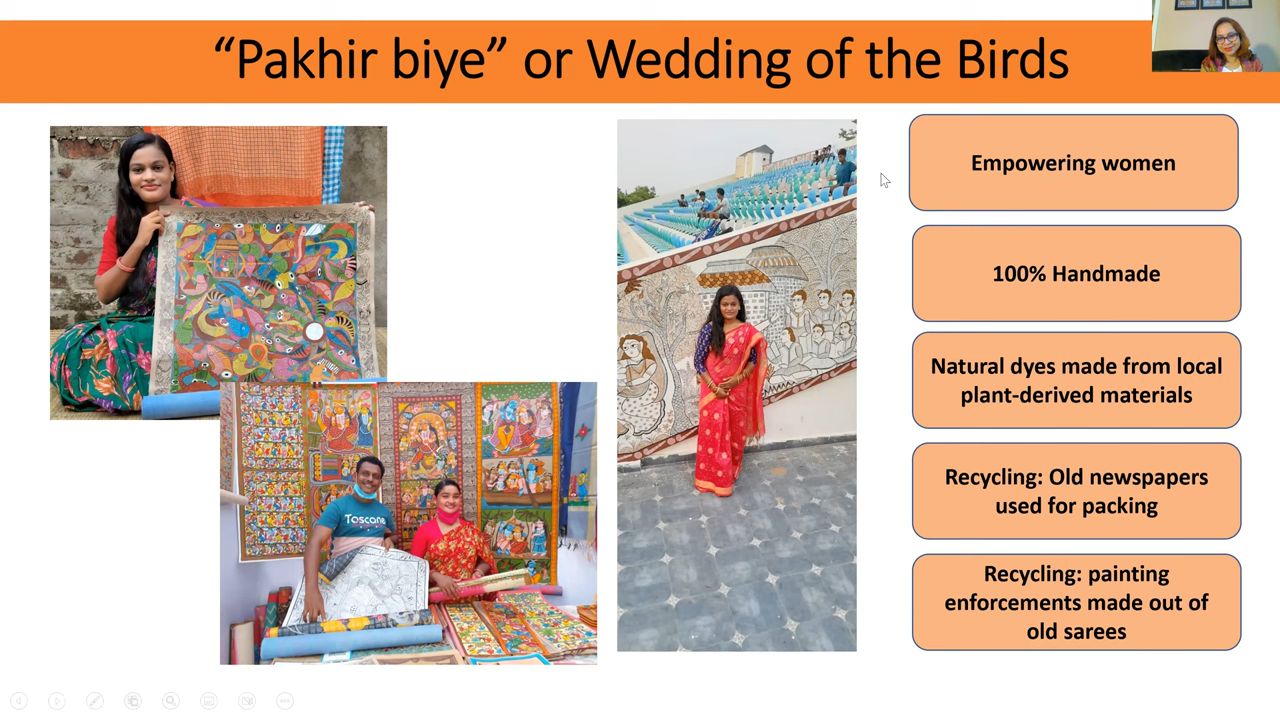 “Pakhir biye” or Wedding of the Birds
Empowering women
100% Handmade
Natural dyes made from local
plant-derived materials
Recycling: Old newspapers
used for packing
Recycling: painting
enforcements made out of
old sarees
Toscane